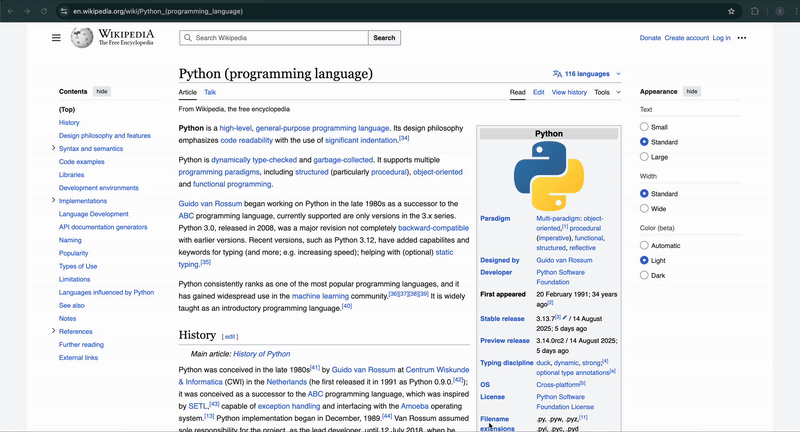 en.wikipedia.org/wiki/Python_(programming_language)
WIKIPEDIA
The Free Encyclopedia
Search Wikipedia
Search
Donate Create account Log in
Python (programming language)
116 languages
Article Talk
Read Edit View history Tools
From Wikipedia, the free encyclopedia
Contents hide
(Top)
History
Design philosophy and features
Syntax and semantics
Code examples
Libraries
Development environments
Implementations
Language Development
API documentation generators
Naming
Popularity
Types of Use
Limitations
Languages influenced by Python
See also
Notes
References
Further reading
External links
Python is a high-level, general-purpose programming language. Its design philosophy
emphasizes code readability with the use of significant indentation.[34]
Python is dynamically type-checked and garbage-collected. It supports multiple
programming paradigms, including structured (particularly procedural), object-oriented
and functional programming.
Guido van Rossum began working on Python in the late 1980s as a successor to the
ABC programming language, currently supported are only versions in the 3.x series.
Python 3.0, released in 2008, was a major revision not completely backward-compatible
with earlier versions. Recent versions, such as Python 3.12, have added capabilites and
keywords for typing (and more; e.g. increasing speed); helping with (optional) static
typing.[35]
Python consistently ranks as one of the most popular programming languages, and it
has gained widespread use in the machine learning community.[36][37][38][39] It is widely
taught as an introductory programming language.[40]
History [ edit ]
Main article: History of Python
Python was conceived in the late 1980s[41] by Guido van Rossum at Centrum Wiskunde
& Informatica (CWI) in the Netherlands (he first released it in 1991 as Python 0.9.0.[42]);
it was conceived as a successor to the ABC programming language, which was inspired
by SETL,[43] capable of exception handling and interfacing with the Amoeba operating
system.[13] Python implementation began in December, 1989.[44] Van Rossum assumed
sole responsibility for the project, as the lead developer, until 12 July 2018, when he
Python
Paradigm Multi-paradigm: object-
oriented,[1] procedural
(imperative), functional,
structured, reflective
Designed by Guido van Rossum
Developer Python Software
Foundation
First appeared 20 February 1991; 34 years
ago[2]
Stable release 3.13.7[3] / 14 August
2025; 5 days ago
Preview release 3.14.0rc2 / 14 August 2025;
5 days ago
Typing discipline duck, dynamic, strong;[4]
optional type annotations[a]
OS Cross-platform[b]
License Python Software
Foundation License
Filename .py, .pyw, .pyz,[11]
extensions .pyi, .pyc, .pyd
Appearance hide
Text
Small
Standard
Large
Width
Standard
Wide
Color (beta)
Automatic
Light
Dark